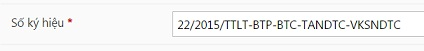 Số ký hiệu *
22/2015/TTLT-BTP-BTC-TANDTC-VKSNDTC